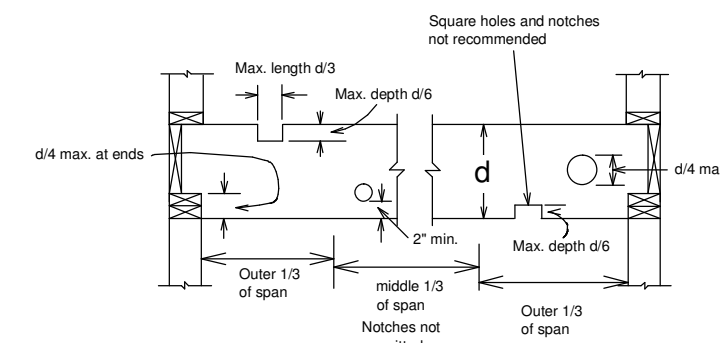 Square holes and notches
not recommended
Max. length d/3
Max. depth d/6
d/4 max. at ends
d
d/4 ma
2" min.
Max. depth d/6
Outer 1/3
of span
middle 1/3
of span
Notches not
Outer 1/3
of span